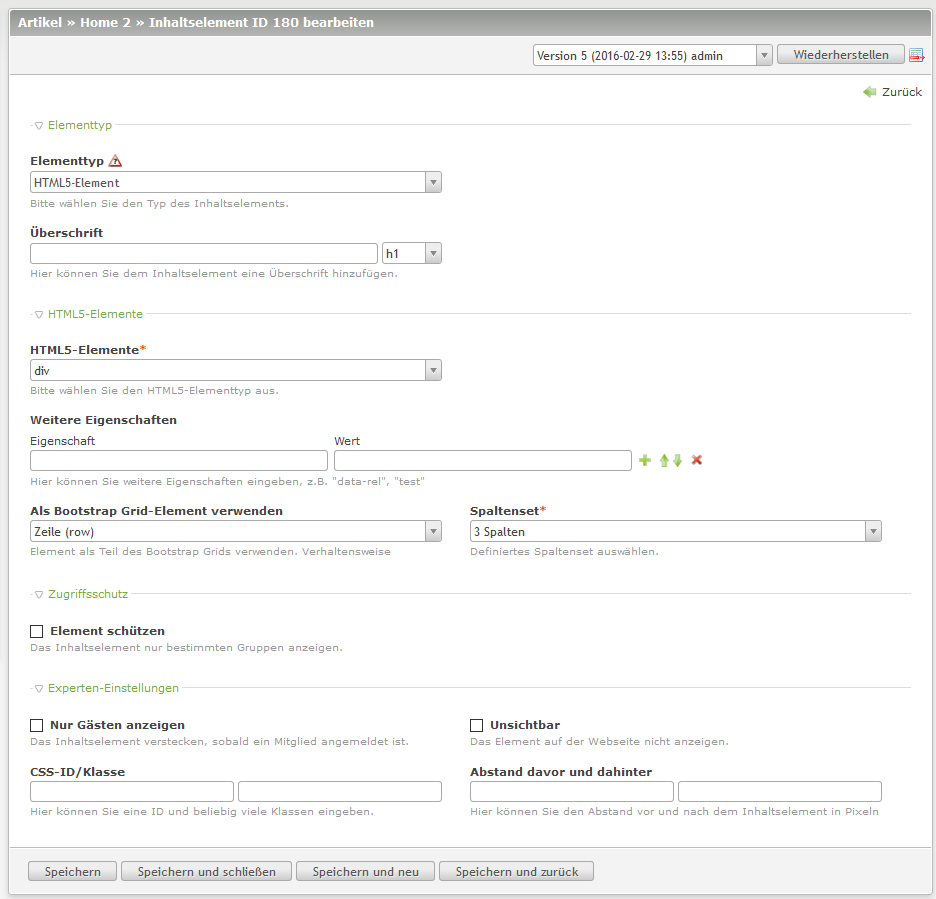 Artikel » Home 2 » Inhaltselement ID 180 bearbeiten
Version 5 (2016-02-29 13:55) admin Wiederherstellen
Zurück
Elementtyp
Elementtyp
HTML5-Element
Bitte wählen Sie den Typ des Inhaltselements.
Überschrift
h1
Hier können Sie dem Inhaltselement eine Überschrift hinzufügen.
HTML5-Elemente
HTML5-Elemente*
div
Bitte wählen Sie den HTML5-Elementtyp aus.
Weitere Eigenschaften
Eigenschaft Wert
Hier können Sie weitere Eigenschaften eingeben, z.B. "data-rel", "test"
Als Bootstrap Grid-Element verwenden Spaltenset*
Zeile (row) 3 Spalten
Element als Teil des Bootstrap Grids verwenden. Verhaltensweise Definiertes Spaltenset auswählen.
Zugriffsschutz
Element schützen
Das Inhaltselement nur bestimmten Gruppen anzeigen.
Experten-Einstellungen
Nur Gästen anzeigen Unsichtbar
Das Inhaltselement verstecken, sobald ein Mitglied angemeldet ist. Das Element auf der Webseite nicht anzeigen.
CSS-ID/Klasse Abstand davor und dahinter
Hier können Sie eine ID und beliebig viele Klassen eingeben. Hier können Sie den Abstand vor und nach dem Inhaltselement in Pixeln
Speichern Speichern und schließen Speichern und neu Speichern und zurück